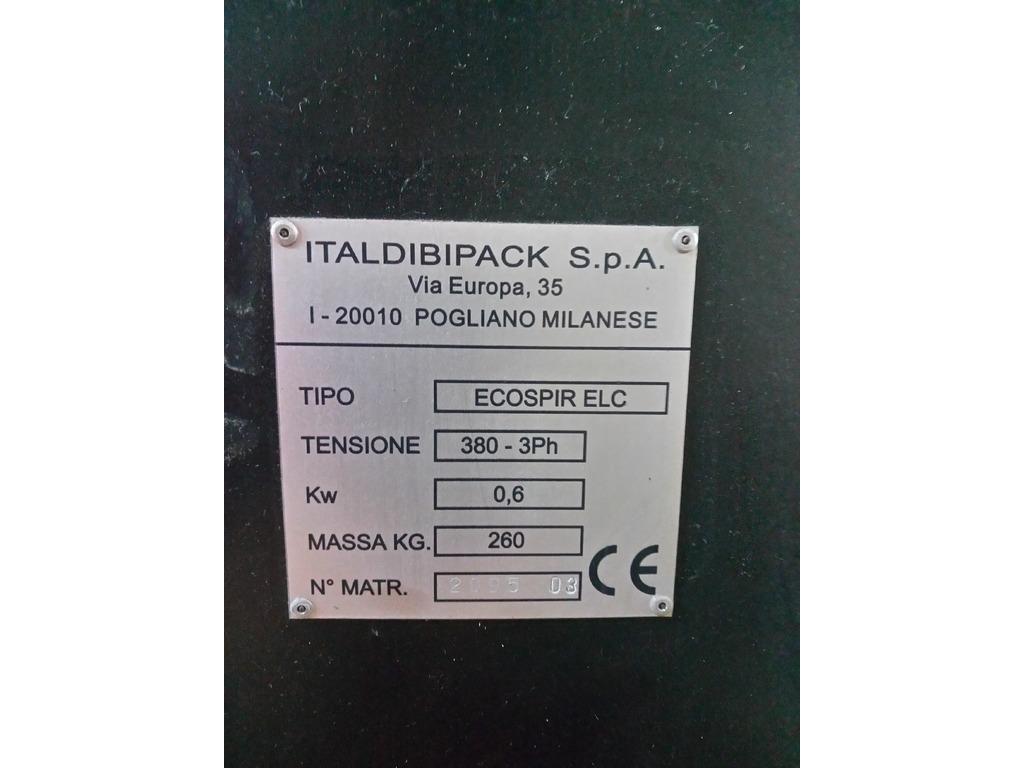 ITALDIBIPACK S.p.A.
Via Europa, 35
I - 20010 POGLIANO MILANESE
TIPO ECOSPIR ELC
TENSIONE 380 - 3Ph
Kw 0,6
MASSA KG. 260
N° MATR. 2095 03
CE